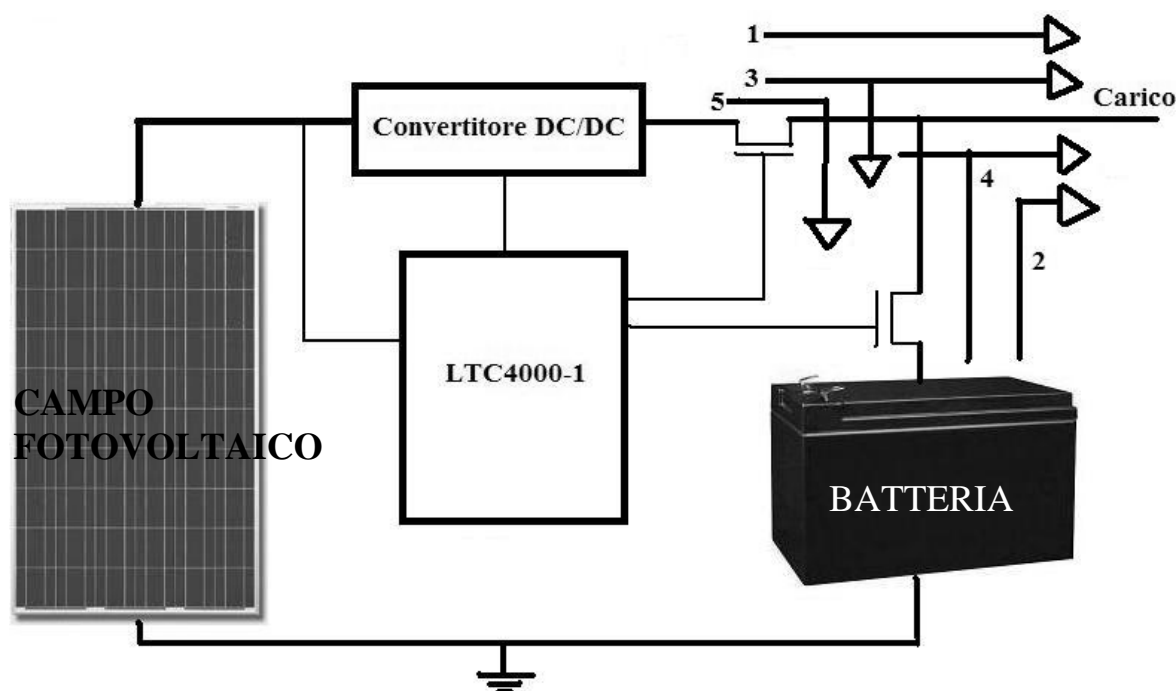 1
3
5
Carico
Convertitore DC/DC
4
2
LTC4000-1
CAMPO
FOTOVOLTAICO
BATTERIA